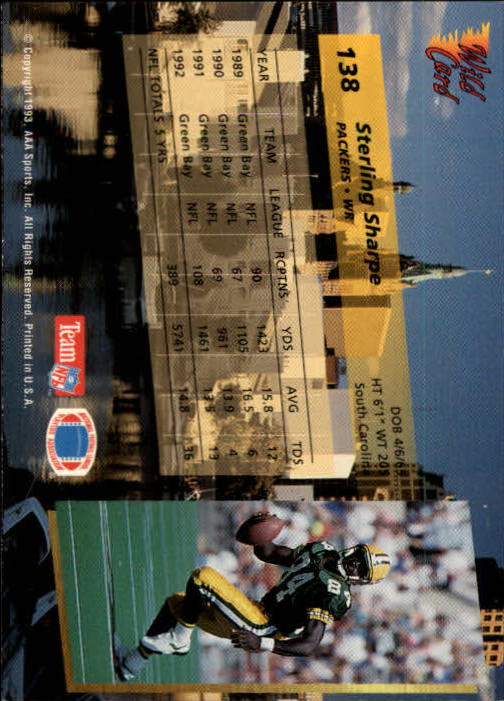 Wild Card
138 Sterling Sharpe
PACKERS • WR
DOB 4/6/65
HT 6'1" WT 205
South Carolina
YEAR TEAM LEAGUE RCPTNS YDS AVG TDS
1989 Green Bay NFL 90 1423 15.8 12
1990 Green Bay NFL 67 1105 16.5 6
1991 Green Bay NFL 69 961 13.9 4
1992 Green Bay NFL 108 1461 13.5 13
NFL TOTALS 5 YRS 389 5741 14.8 36
84
Team NFL
© Copyright 1993, AAA Sports, Inc. All Rights Reserved. Printed in U.S.A.